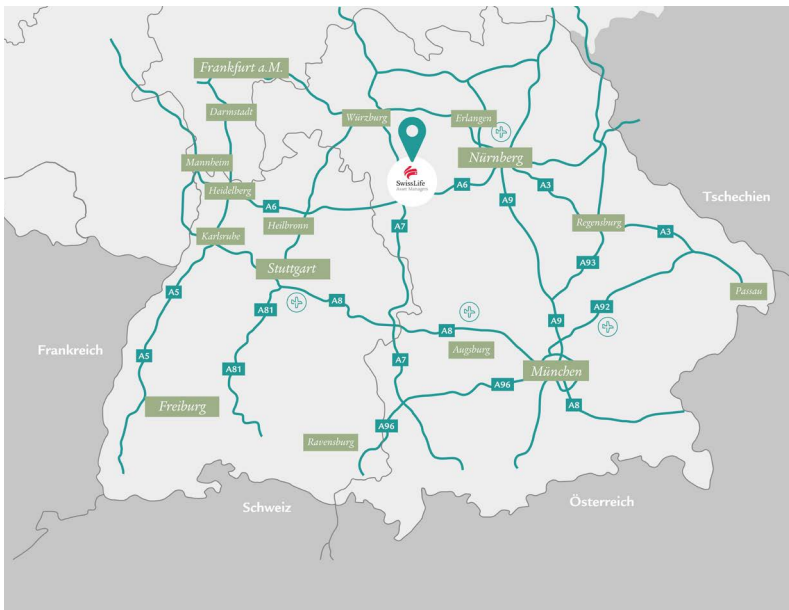 Frankfurt a.M.
Darmstadt
Würzburg
Erlangen
Mannheim
Nürnberg
SwissLife
Asset Managers
Heidelberg
A6
A6
A3
A9
Tschechien
Karlsruhe
Heilbronn
A7
Regensburg
A3
Stuttgart
A93
A5
A81
A8
A92
Passau
A8
A9
Frankreich
A5
Augsburg
A81
A7
München
A96
Freiburg
A8
A96
Ravensburg
Schweiz
Österreich